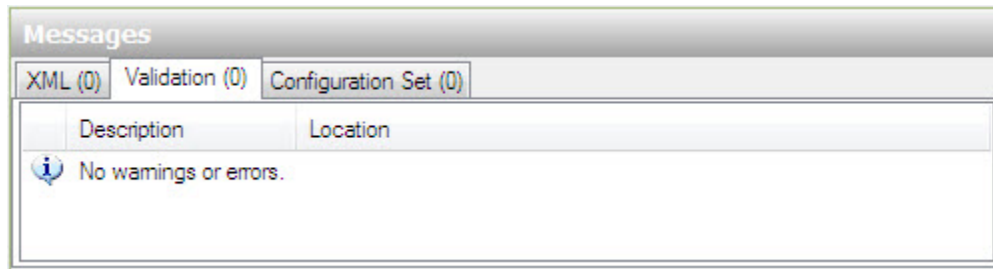 Messages
XML (0) Validation (0) Configuration Set (0)
Description Location
No warnings or errors.